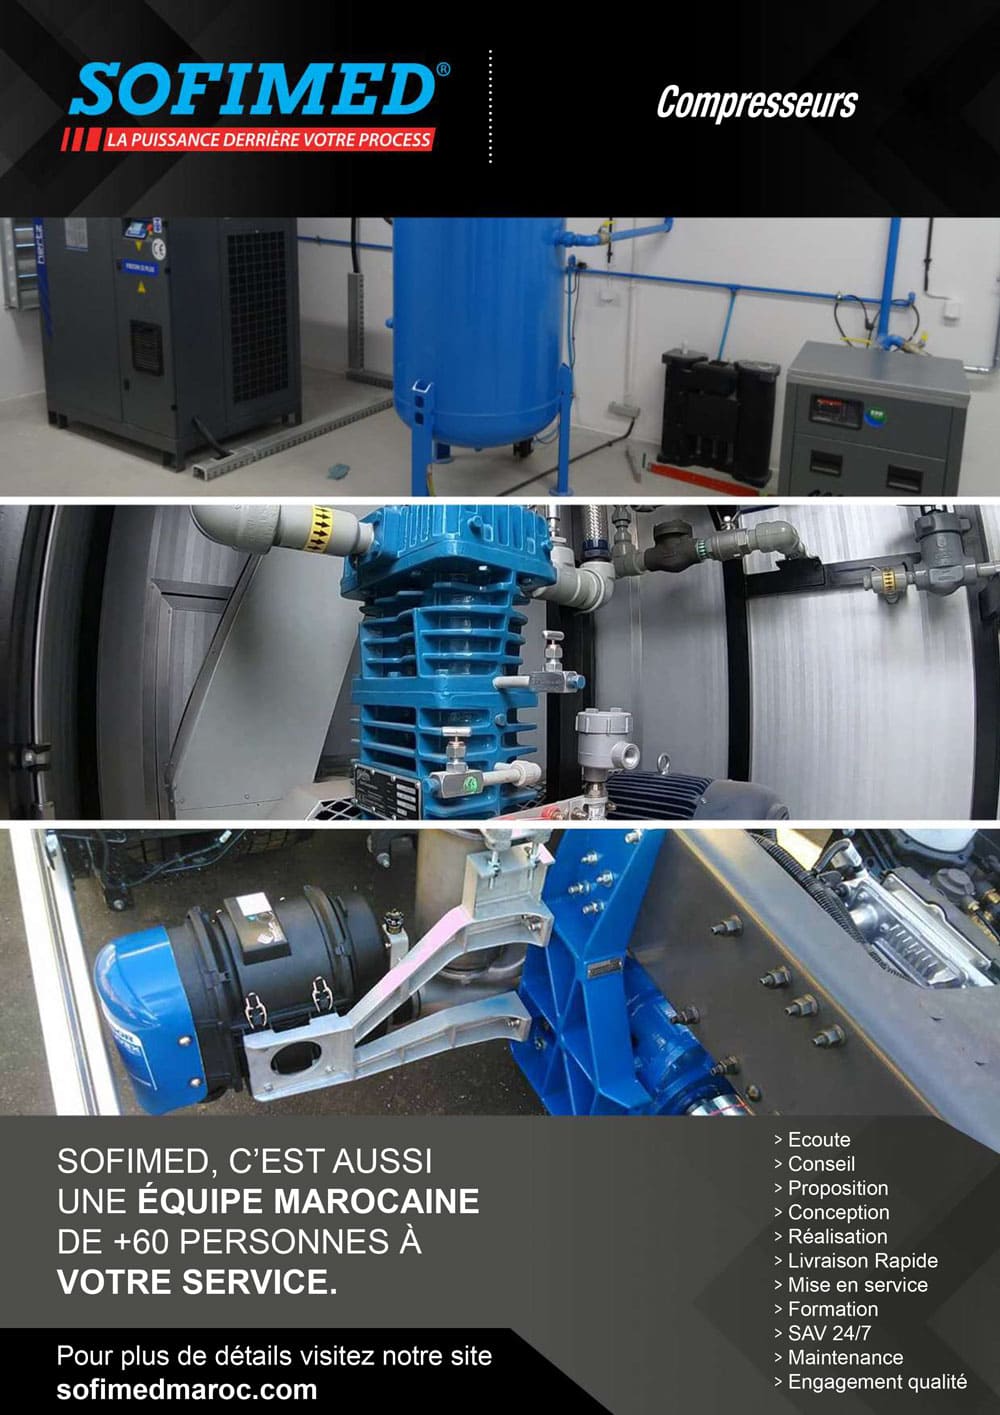 SOFIMED®
LA PUISSANCE DERRIÈRE VOTRE PROCESS
Compresseurs
hertz
SOFIMED, C’EST AUSSI
UNE ÉQUIPE MAROCAINE
DE +60 PERSONNES À
VOTRE SERVICE.
Pour plus de détails visitez notre site
sofimedmaroc.com
> Ecoute
> Conseil
> Proposition
> Conception
> Réalisation
> Livraison Rapide
> Mise en service
> Formation
> SAV 24/7
> Maintenance
> Engagement qualité